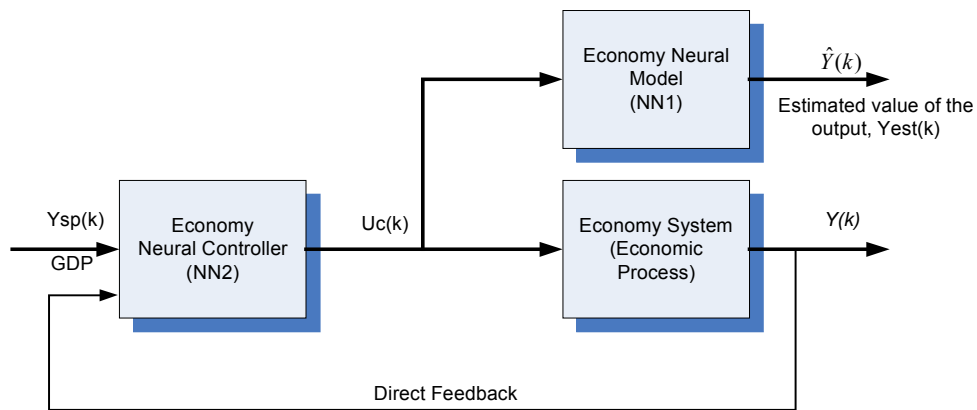 Economy Neural
Model
(NN1)
Ŷ(k)
Estimated value of the
output, Yest(k)
Ysp(k)
GDP
Economy
Neural Controller
(NN2)
Uc(k)
Economy System
(Economic
Process)
Y(k)
Direct Feedback